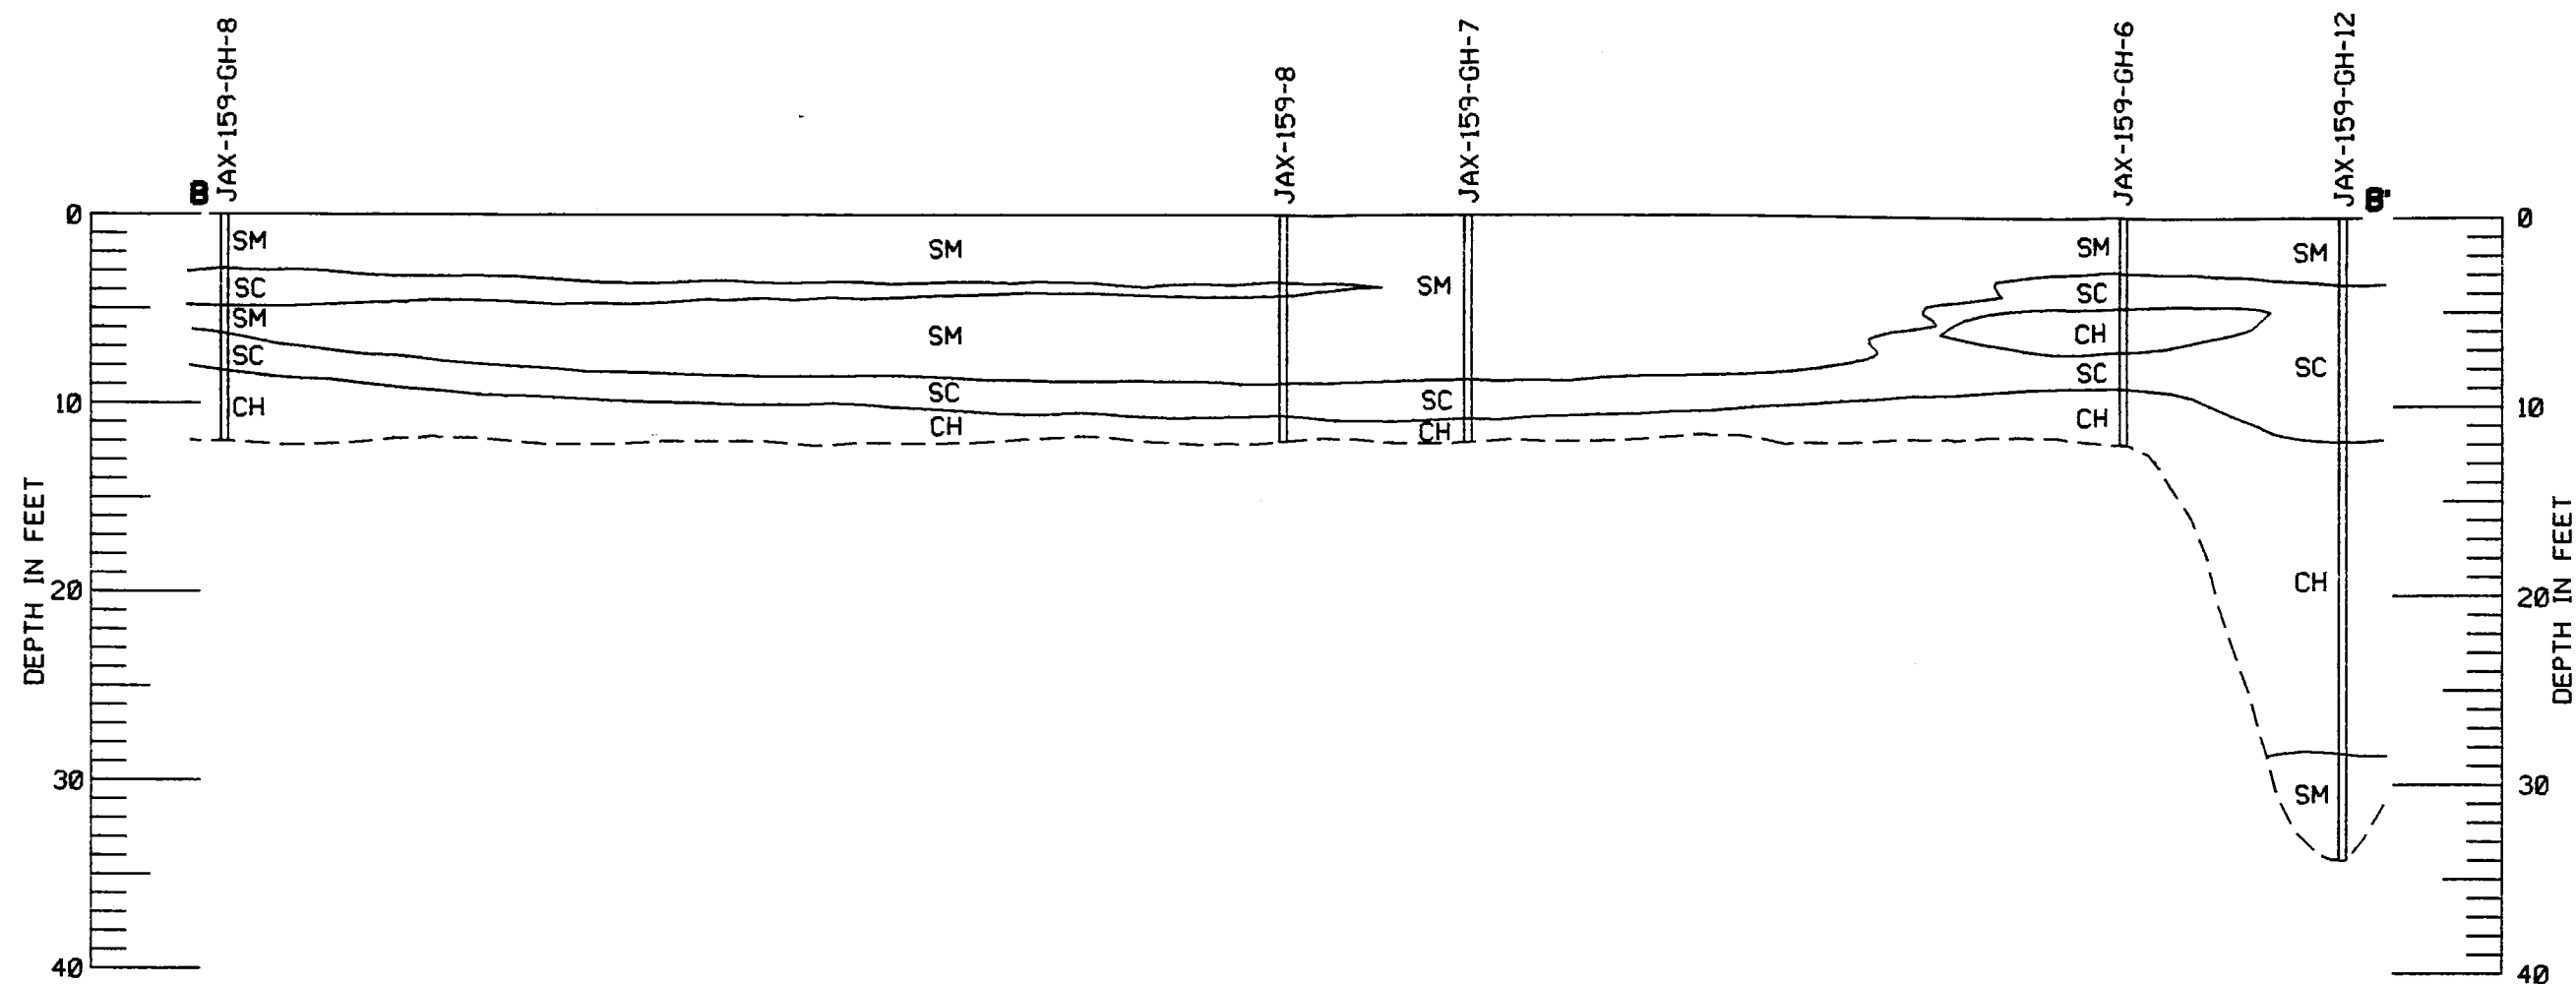 JAX-159-GH-8
JAX-159-8
JAX-159-GH-7
JAX-159-GH-6
JAX-159-GH-12
B
B'
0
10
20
30
40
DEPTH IN FEET
SM
SC
SM
SC
CH
SM
SM
SC
CH
SM
SC
CH
SM
SC
CH
SC
CH
SM
SC
CH
SM
0
10
20
30
40
DEPTH IN FEET